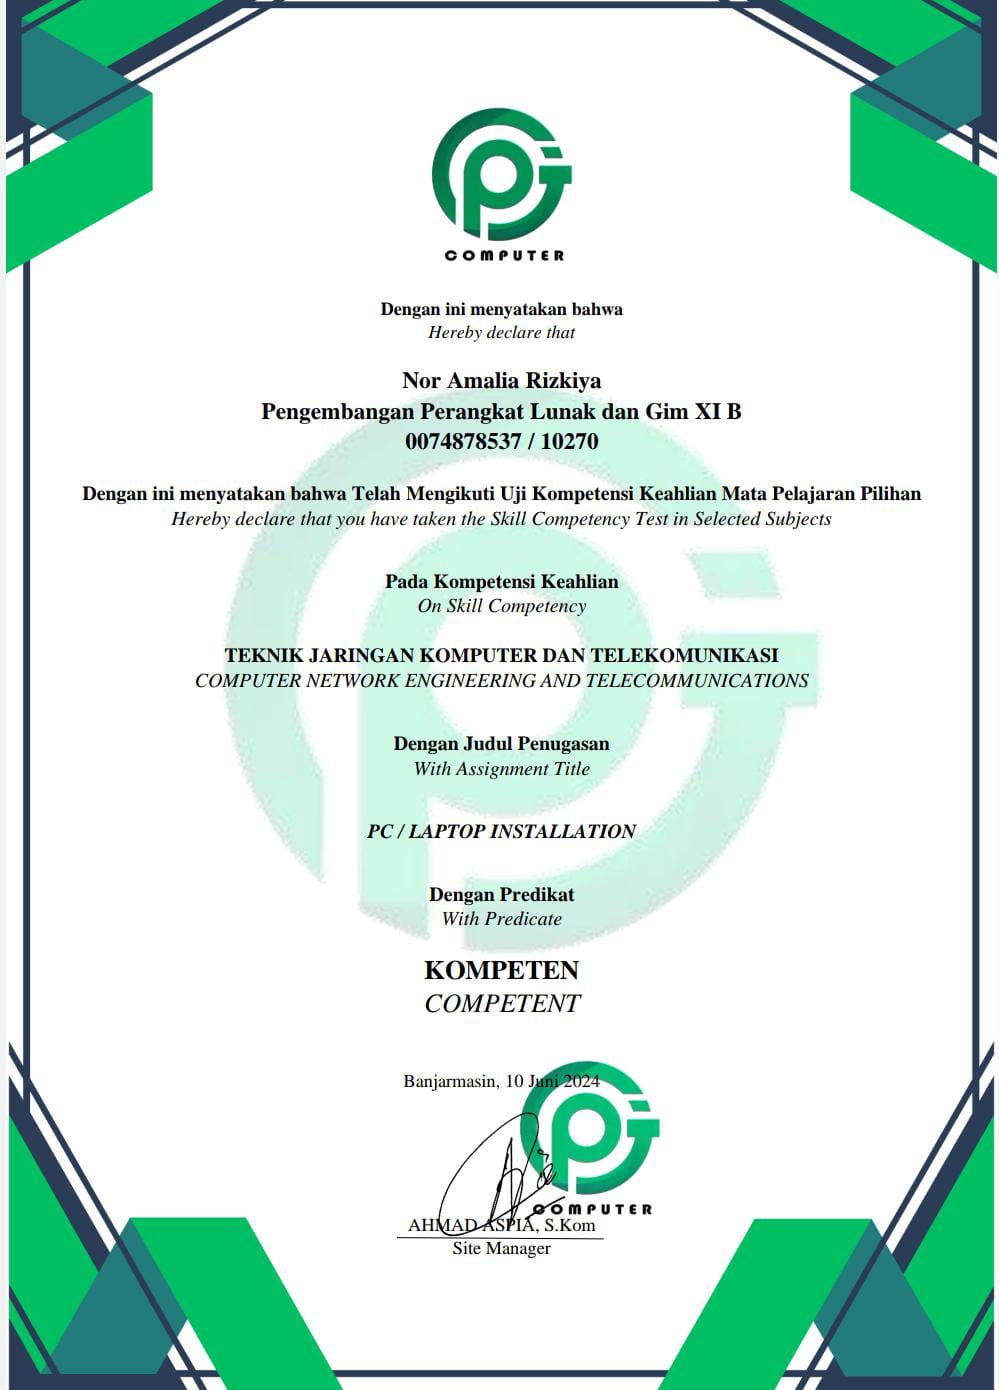 COMPUTER
Dengan ini menyatakan bahwa
Hereby declare that
Nor Amalia Rizkiya
Pengembangan Perangkat Lunak dan Gim XI B
0074878537 / 10270
Dengan ini menyatakan bahwa Telah Mengikuti Uji Kompetensi Keahlian Mata Pelajaran Pilihan
Hereby declare that you have taken the Skill Competency Test in Selected Subjects
Pada Kompetensi Keahlian
On Skill Competency
TEKNIK JARINGAN KOMPUTER DAN TELEKOMUNIKASI
COMPUTER NETWORK ENGINEERING AND TELECOMMUNICATIONS
Dengan Judul Penugasan
With Assignment Title
PC / LAPTOP INSTALLATION
Dengan Predikat
With Predicate
KOMPETEN
COMPETENT
Banjarmasin, 10 Juni 2024
COMPUTER
AHMAD ASPIA, S.Kom
Site Manager